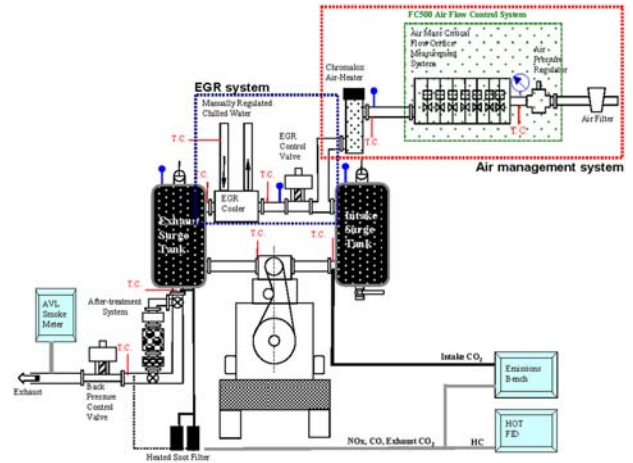 FC500 Air Flow Control System
Air Mass Critical
Flow Orifice
Measurement
System
Air
Pressure
Regulator
Chromalox
Air-Heater
EGR system
Manually Regulated
Chilled Water
T.C.
EGR
Control
Valve
T.C.
T.C.
Air Filter
Air management system
C.
T.C.
EGR
Cooler
Exhau
Surge
Tank
Intake
Surge
Tank
T.C.
T.C.
T.C.
AVL
Smoke
Meter
After-treatment
System
T.C.
Exhaust
Back
Pressure
Control
Valve
Intake CO2
Emissions
Bench
NOx, CO, Exhaust CO2
HC
HOT
FID
Heated Soot Filter